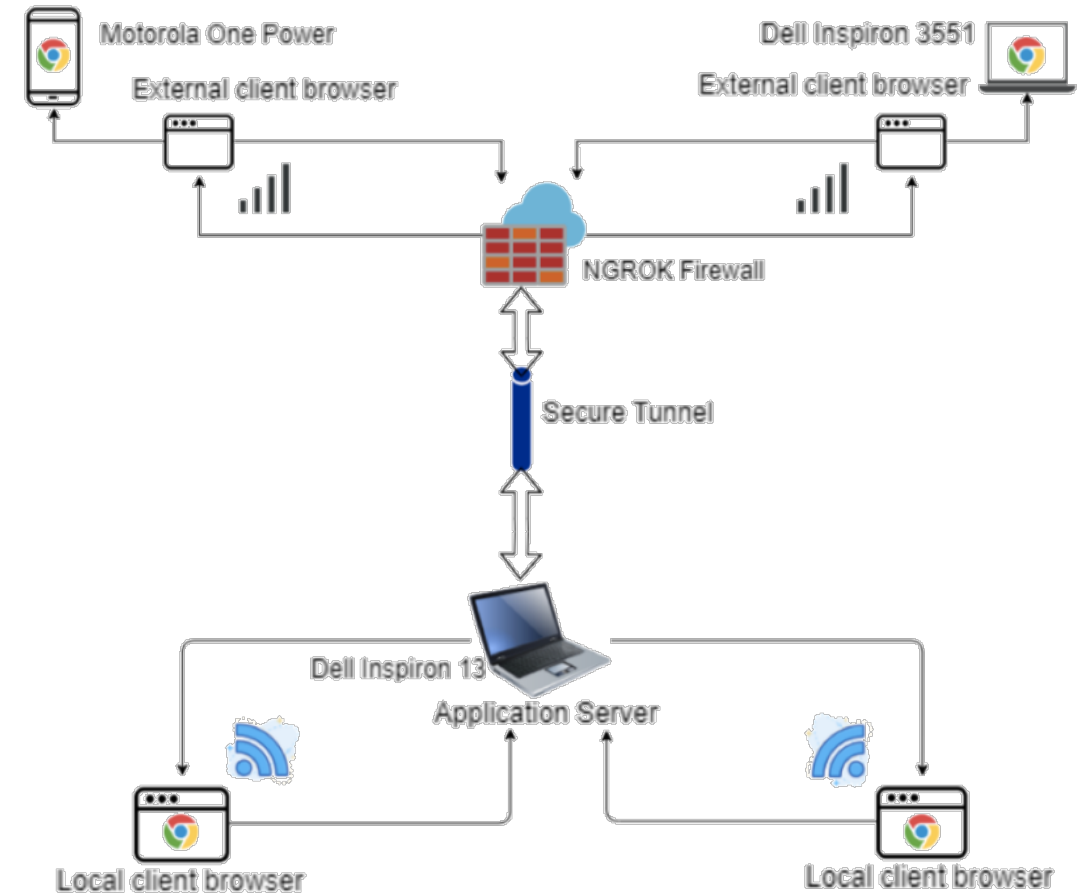 Motorola One Power
Dell Inspiron 3551
External client browser
External client browser
NGROK Firewall
Secure Tunnel
Dell Inspiron 13
Application Server
Local client browser
Local client browser